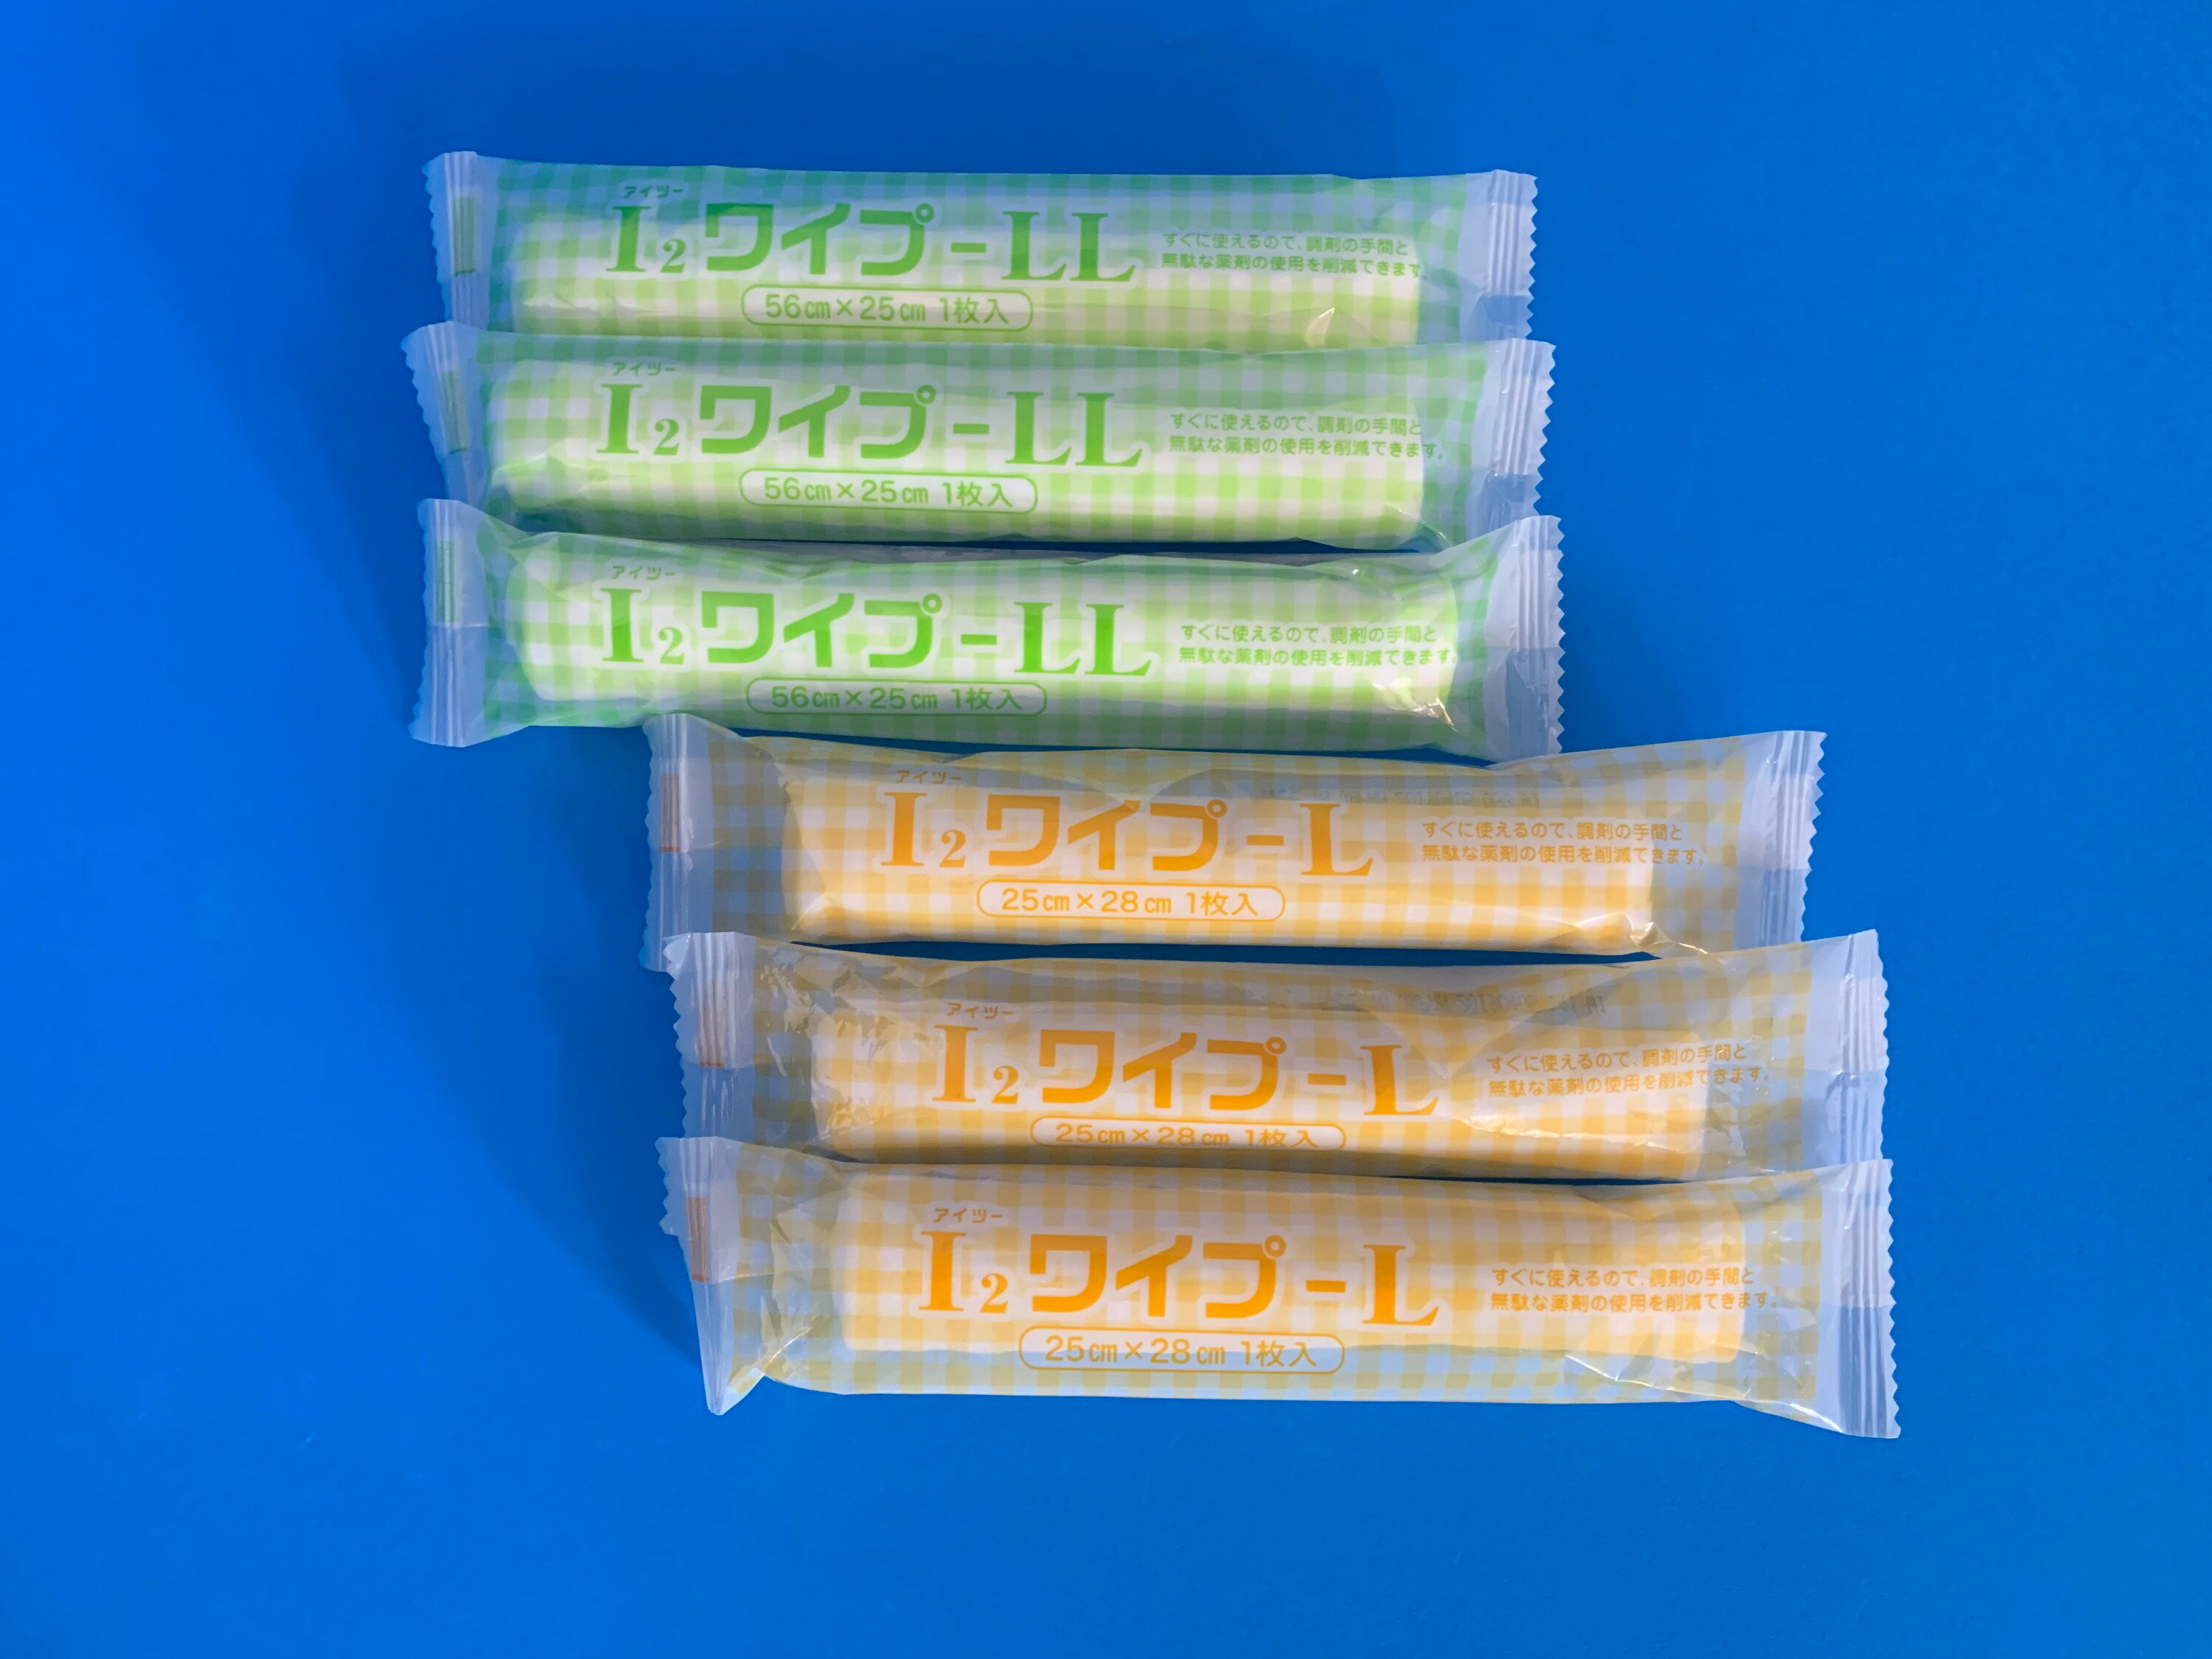 アイツー
I2ワイプ-LL
すぐに使えるので、調剤の手間と
無駄な薬剤の使用を削減できます。
56cm×25cm 1枚入
アイツー
I2ワイプ-LL
すぐに使えるので、調剤の手間と
無駄な薬剤の使用を削減できます。
56cm×25cm 1枚入
アイツー
I2ワイプ-LL
すぐに使えるので、調剤の手間と
無駄な薬剤の使用を削減できます。
56cm×25cm 1枚入
アイツー
I2ワイプ-L
すぐに使えるので、調剤の手間と
無駄な薬剤の使用を削減できます。
25cm×28cm 1枚入
アイツー
I2ワイプ-L
すぐに使えるので、調剤の手間と
無駄な薬剤の使用を削減できます。
25cm×28cm 1枚入
アイツー
I2ワイプ-L
すぐに使えるので、調剤の手間と
無駄な薬剤の使用を削減できます。
25cm×28cm 1枚入